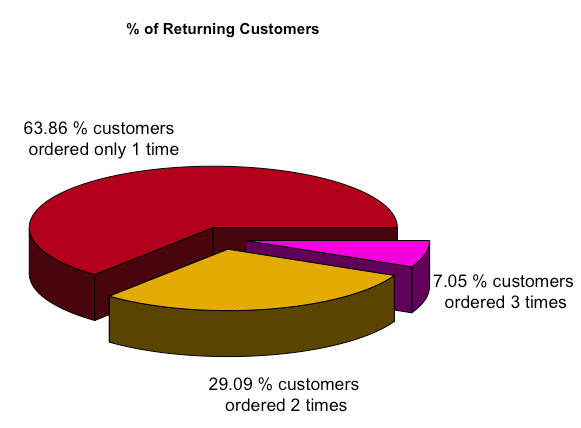 % of Returning Customers
63.86 % customers
ordered only 1 time
7.05 % customers
ordered 3 times
29.09 % customers
ordered 2 times